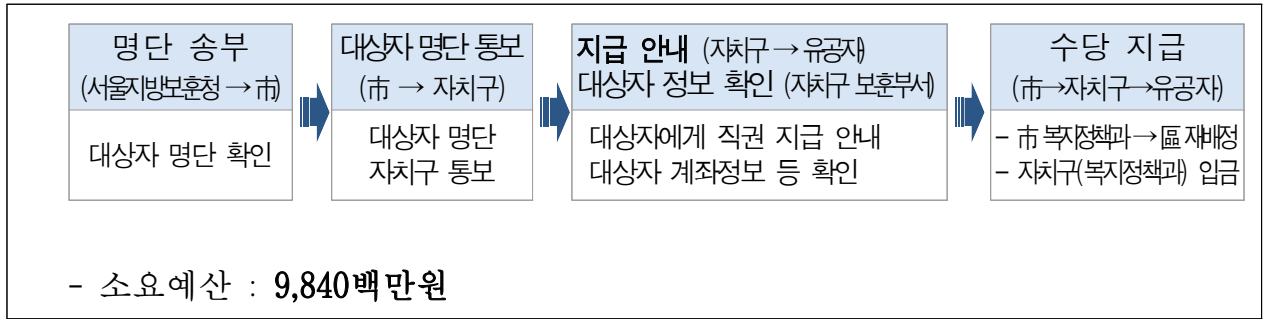 명단 송부
(서울지방보훈청 → 市)
대상자 명단 확인
대상자 명단 통보
(市 → 자치구)
대상자 명단
자치구 통보
지급 안내 (자치구 → 유공자)
대상자 정보 확인 (자치구 보훈부서)
대상자에게 직권 지급 안내
대상자 계좌정보 등 확인
수당 지급
(市→자치구→유공자)
- 市 복지정책과→ 區 재배정
- 자치구(복지정책과) 입금
- 소요예산 : 9,840백만원